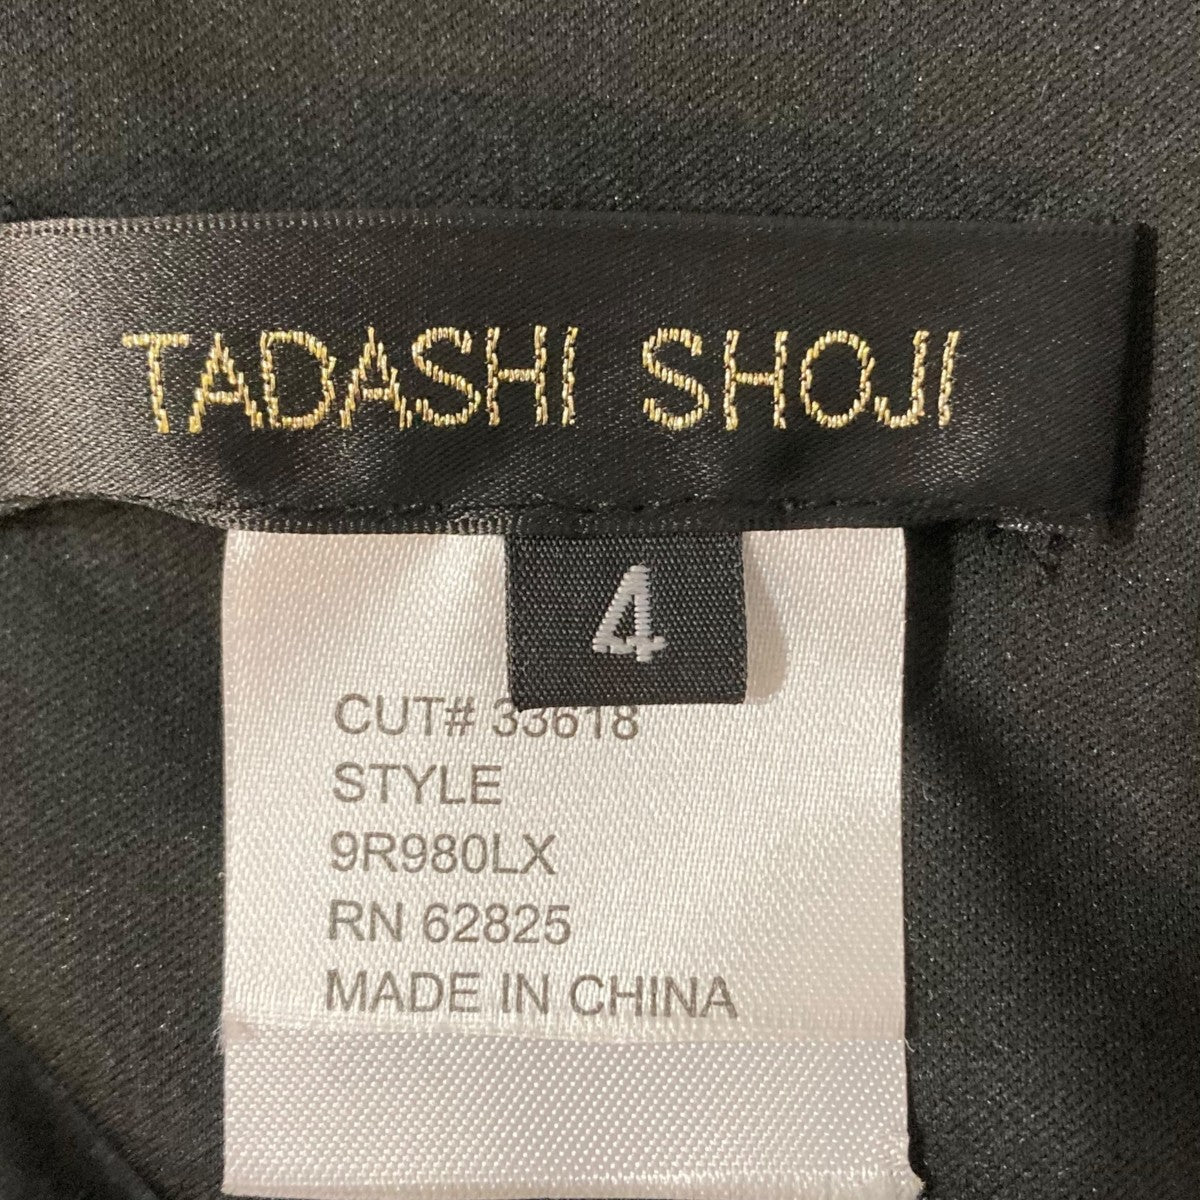 TADASHI SHOJI
4
CUT# 33618
STYLE
9R980LX
RN 62825
MADE IN CHINA